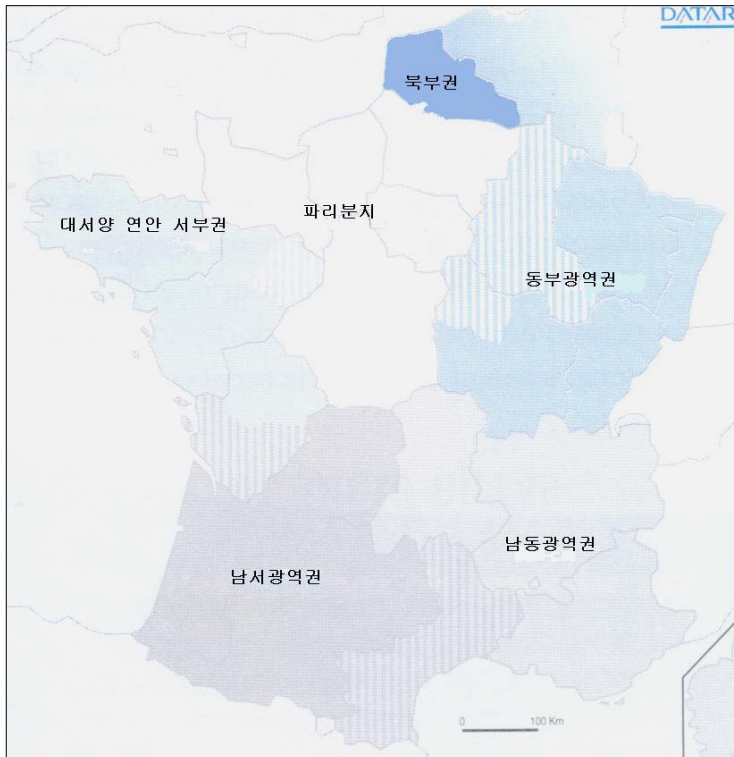 DATAR
북부권
파리분지
대서양 연안 서부권
동부광역권
남동광역권
남서광역권
0 100 Km